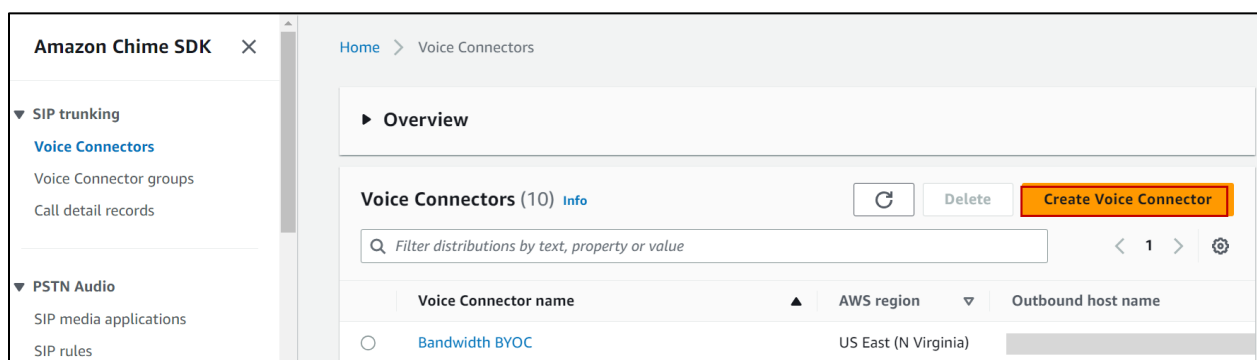 Amazon Chime SDK
Home > Voice Connectors
SIP trunking
Voice Connectors
Voice Connector groups
Call detail records
PSTN Audio
SIP media applications
SIP rules
Overview
Voice Connectors (10) Info
Delete
Create Voice Connector
Filter distributions by text, property or value
1
Voice Connector name AWS region Outbound host name
Bandwidth BYOC US East (N Virginia)